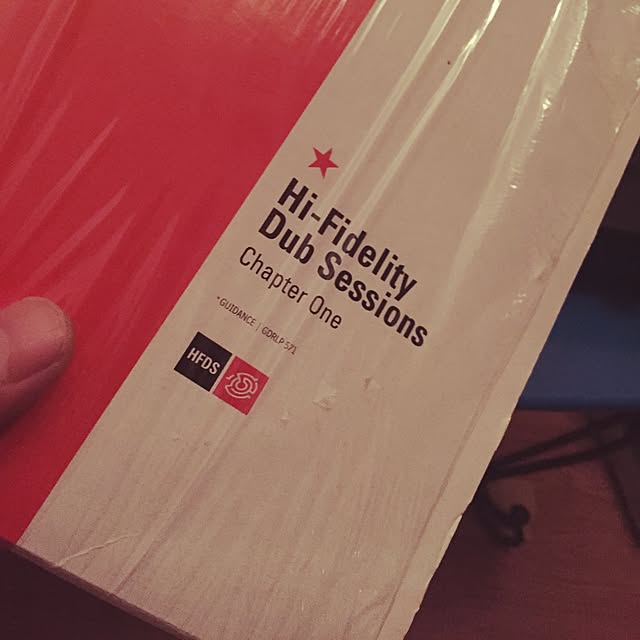 Hi-Fidelity
Dub Sessions
Chapter One
•GUIDANCE | GDRLP 571
HFDS